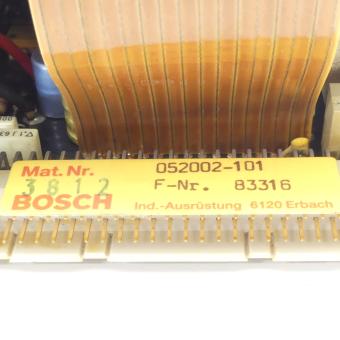 Mat.Nr. 052002-101
3812 F-Nr. 83316
BOSCH Ind.-Ausrüstung 6120 Erbach